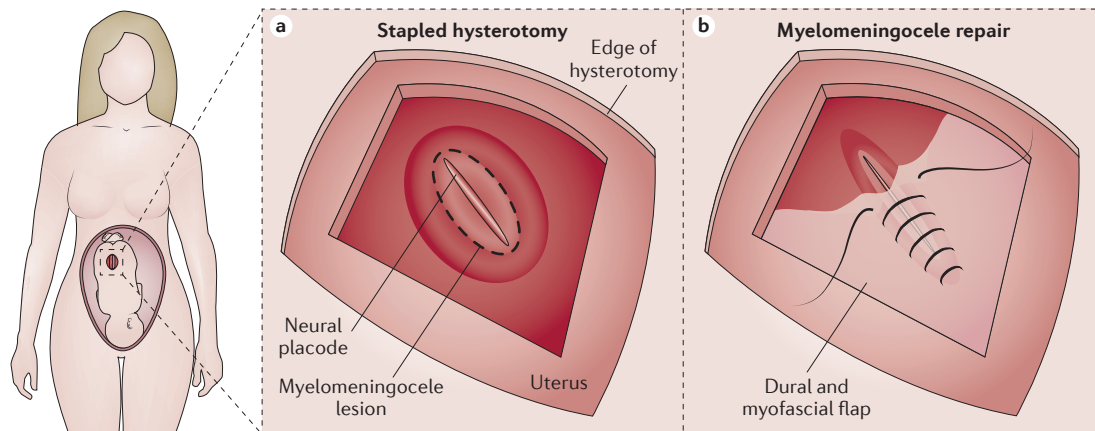 a
Stapled hysterotomy
Edge of
hysterotomy
Neural
placode
Myelomeningocele
lesion
Uterus
b
Myelomeningocele repair
Dural and
myofascial flap